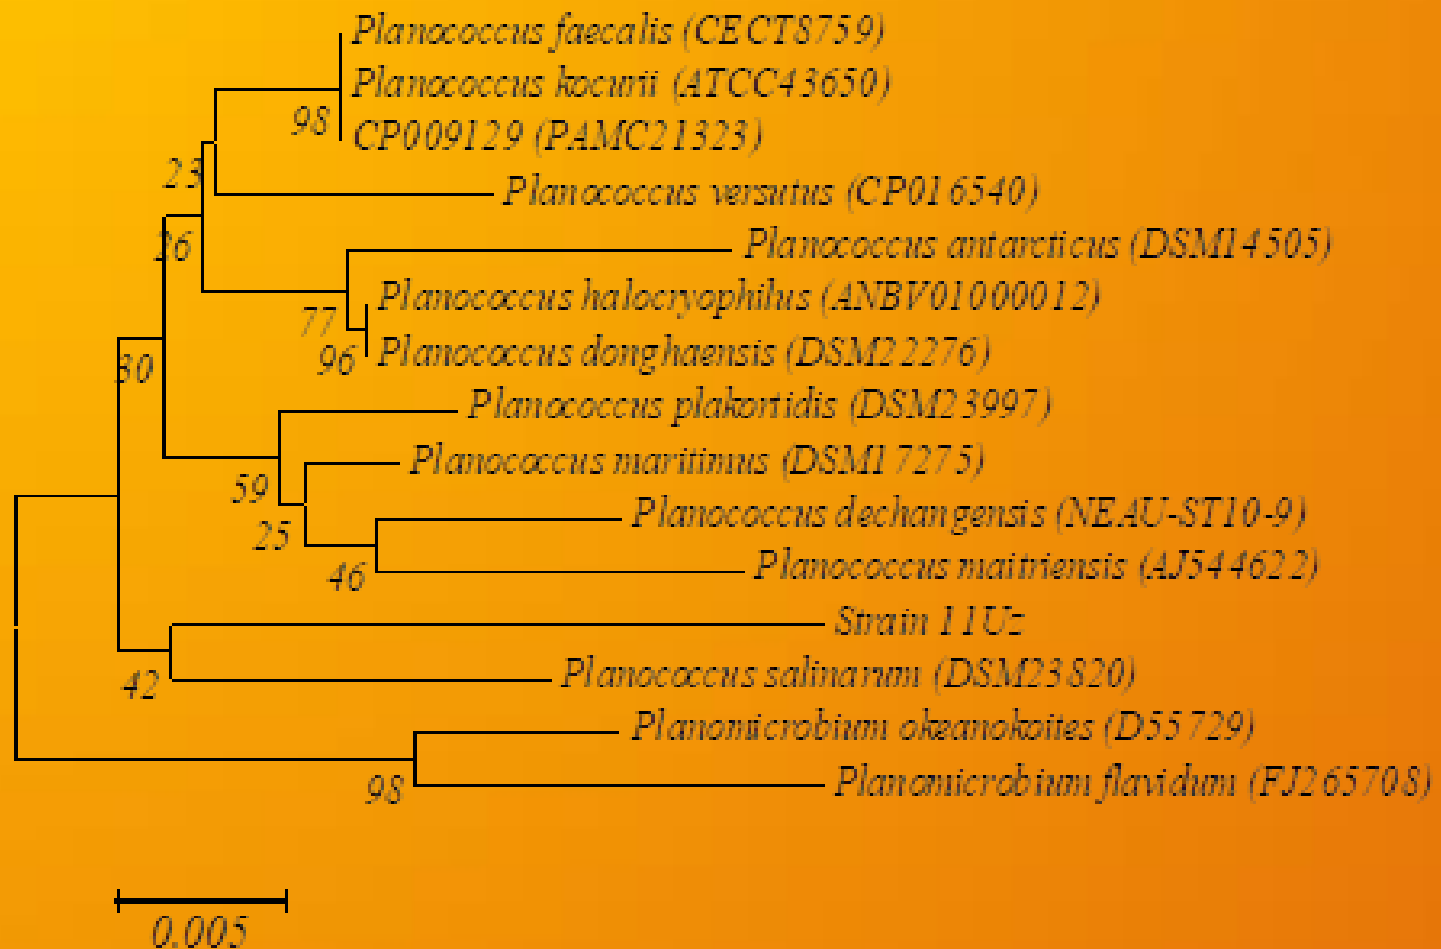 Planococcus faecalis (CECT8759)
Planococcus kocurii (ATCC43650)
98
CP009129 (PAMC21323)
23
Planococcus versutus (CP016540)
26
Planococcus antarcticus (DSM14505)
Planococcus halocryophilus (ANBV01000012)
77
96
Planococcus donghaensis (DSM22276)
30
Planococcus plakortidis (DSM23997)
Planococcus maritimus (DSM17275)
59
Planococcus dechangensis (NEAU-ST10-9)
25
Planococcus maitriensis (AJ544622)
46
Strain 11Uz
Planococcus salinarum (DSM23820)
42
Planomicrobium okeanokoites (D55729)
Planomicrobium flavidum (FJ265708)
98
0.005